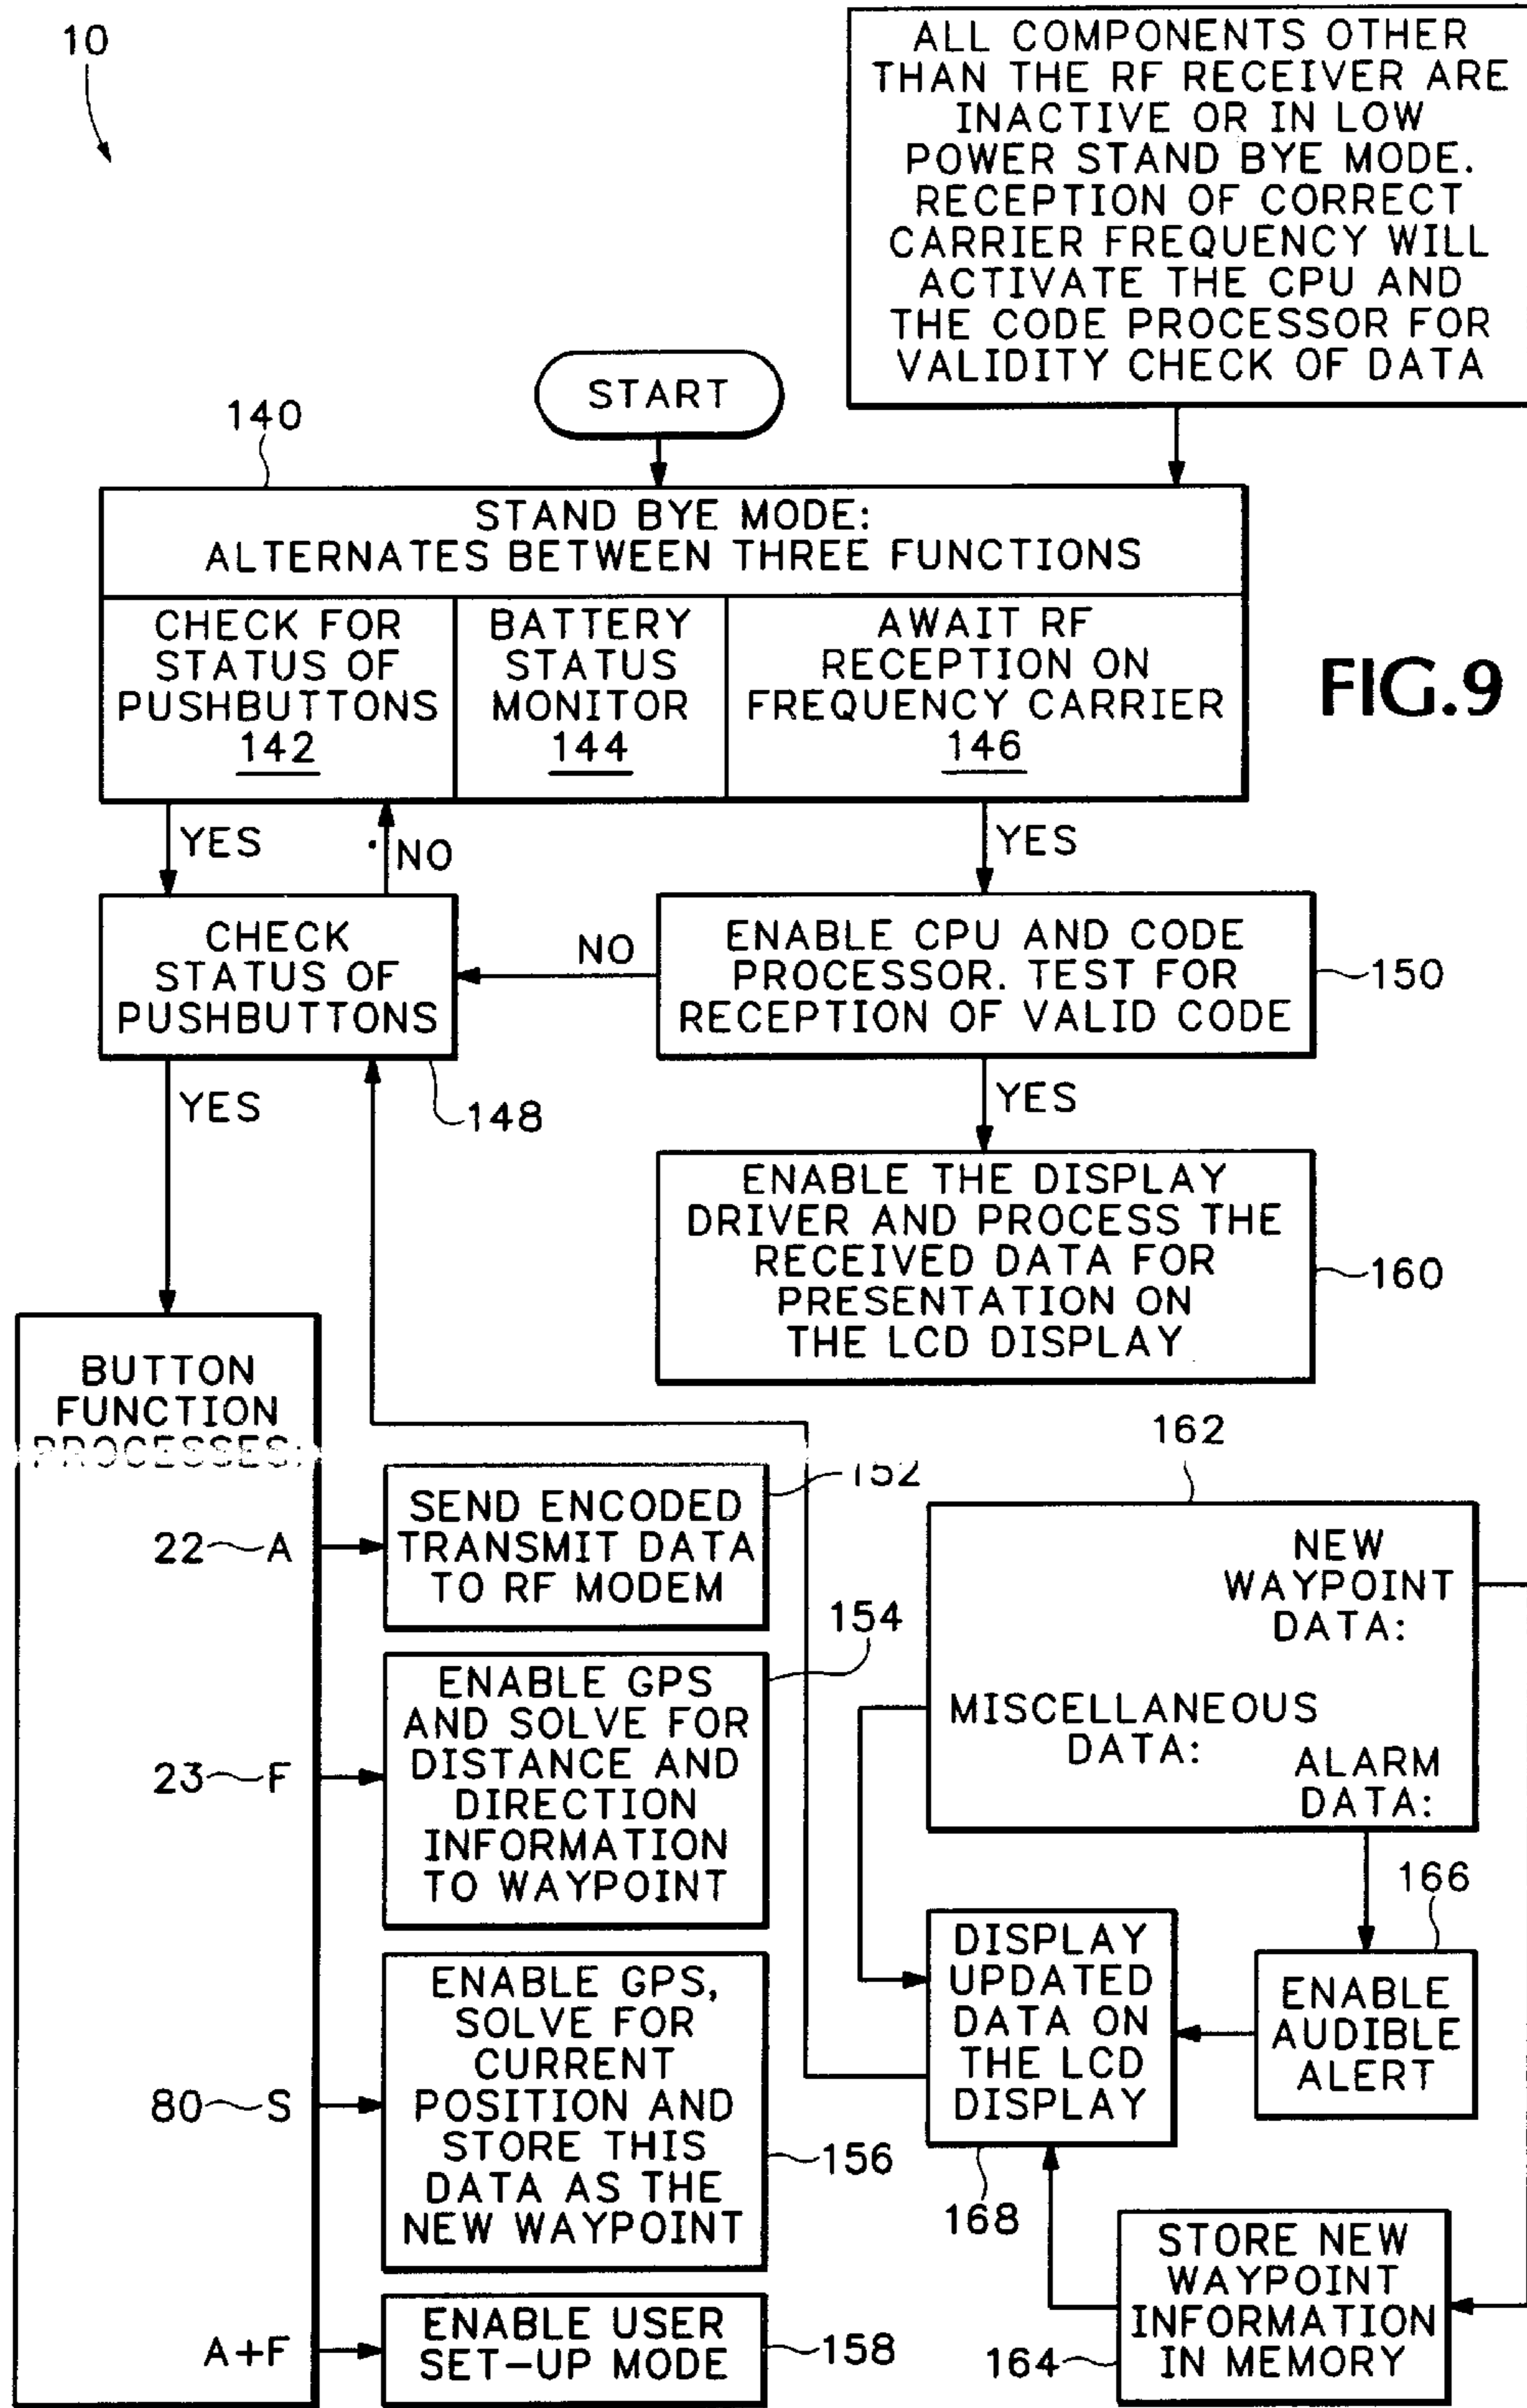 10
ALL COMPONENTS OTHER
THAN THE RF RECEIVER ARE
INACTIVE OR IN LOW
POWER STAND BYE MODE.
RECEPTION OF CORRECT
CARRIER FREQUENCY WILL
ACTIVATE THE CPU AND
THE CODE PROCESSOR FOR
VALIDITY CHECK OF DATA
START
140
STAND BYE MODE:
ALTERNATES BETWEEN THREE FUNCTIONS
CHECK FOR
STATUS OF
PUSHBUTTONS
142
BATTERY
STATUS
MONITOR
144
AWAIT RF
RECEPTION ON
FREQUENCY CARRIER
146
FIG.9
YES
NO
YES
CHECK
STATUS OF
PUSHBUTTONS
148
NO
ENABLE CPU AND CODE
PROCESSOR. TEST FOR
RECEPTION OF VALID CODE
150
YES
YES
ENABLE THE DISPLAY
DRIVER AND PROCESS THE
RECEIVED DATA FOR
PRESENTATION ON
THE LCD DISPLAY
160
BUTTON
FUNCTION
PROCESSES:
22 A
SEND ENCODED
TRANSMIT DATA
TO RF MODEM
152
23 F
ENABLE GPS
AND SOLVE FOR
DISTANCE AND
DIRECTION
INFORMATION
TO WAYPOINT
154
80 S
ENABLE GPS,
SOLVE FOR
CURRENT
POSITION AND
STORE THIS
DATA AS THE
NEW WAYPOINT
156
A+F
ENABLE USER
SET-UP MODE
158
162
NEW
WAYPOINT
DATA:
MISCELLANEOUS
DATA:
ALARM
DATA:
166
ENABLE
AUDIBLE
ALERT
DISPLAY
UPDATED
DATA ON
THE LCD
DISPLAY
168
STORE NEW
WAYPOINT
INFORMATION
IN MEMORY
164